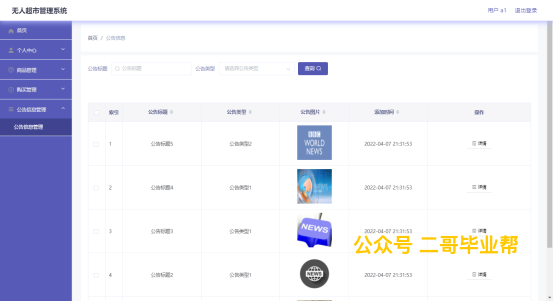 无人超市管理系统
用户 a1 退出登录
首页
个人中心
商品管理
购买管理
公告信息管理
公告信息管理
首页 / 公告信息
公告标题 公告标题 公告类型 请选择公告类型 查询
索引 公告标题 公告类型 公告图片 添加时间 操作
1 公告标题5 公告类型2 BBC WORLD NEWS 2022-04-07 21:31:53 详情
2 公告标题4 公告类型1 2022-04-07 21:31:53 详情
3 公告标题3 公告类型1 NEWS 2022-04-07 21:31:53 详情
公众号 二哥毕业帮
4 公告标题2 公告类型1 NEWS 2022-04-07 21:31:53 详情